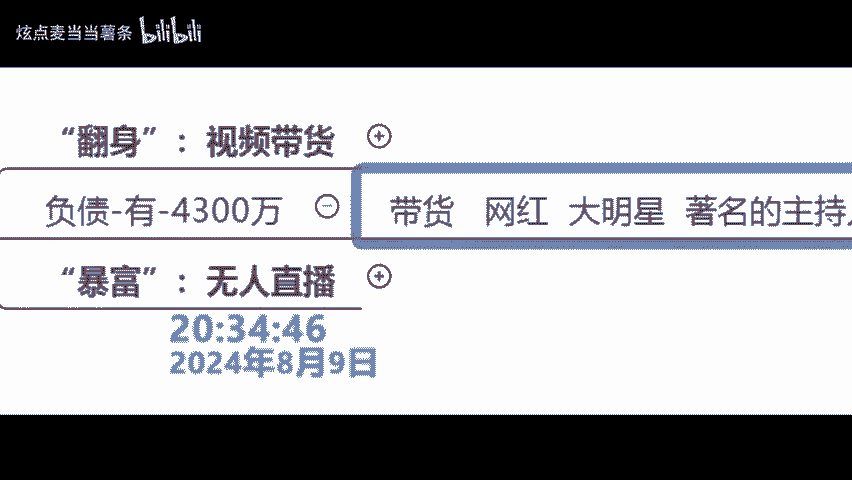 炫点麦当当薯条 bilibili
“翻身”：视频带货
负债-有-4300万 带货 网红 大明星 著名的主持
“暴富”：无人直播
20:34:46
2024年8月9日